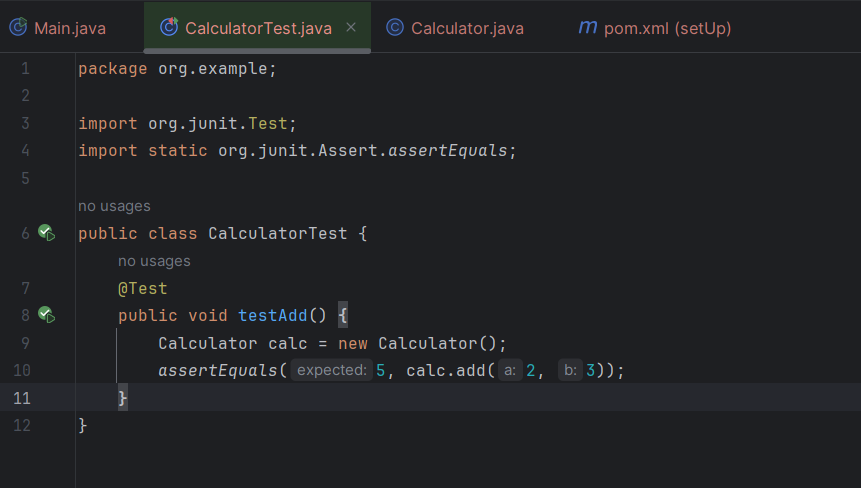 Main.java CalculatorTest.java Calculator.java pom.xml (setUp)
1 package org.example;
2
3 import org.junit.Test;
4 import static org.junit.Assert.assertEquals;
5
no usages
6 public class CalculatorTest {
no usages
7 @Test
8 public void testAdd() {
9 Calculator calc = new Calculator();
10 assertEquals( expected: 5, calc.add( a: 2, b: 3));
11 }
12 }